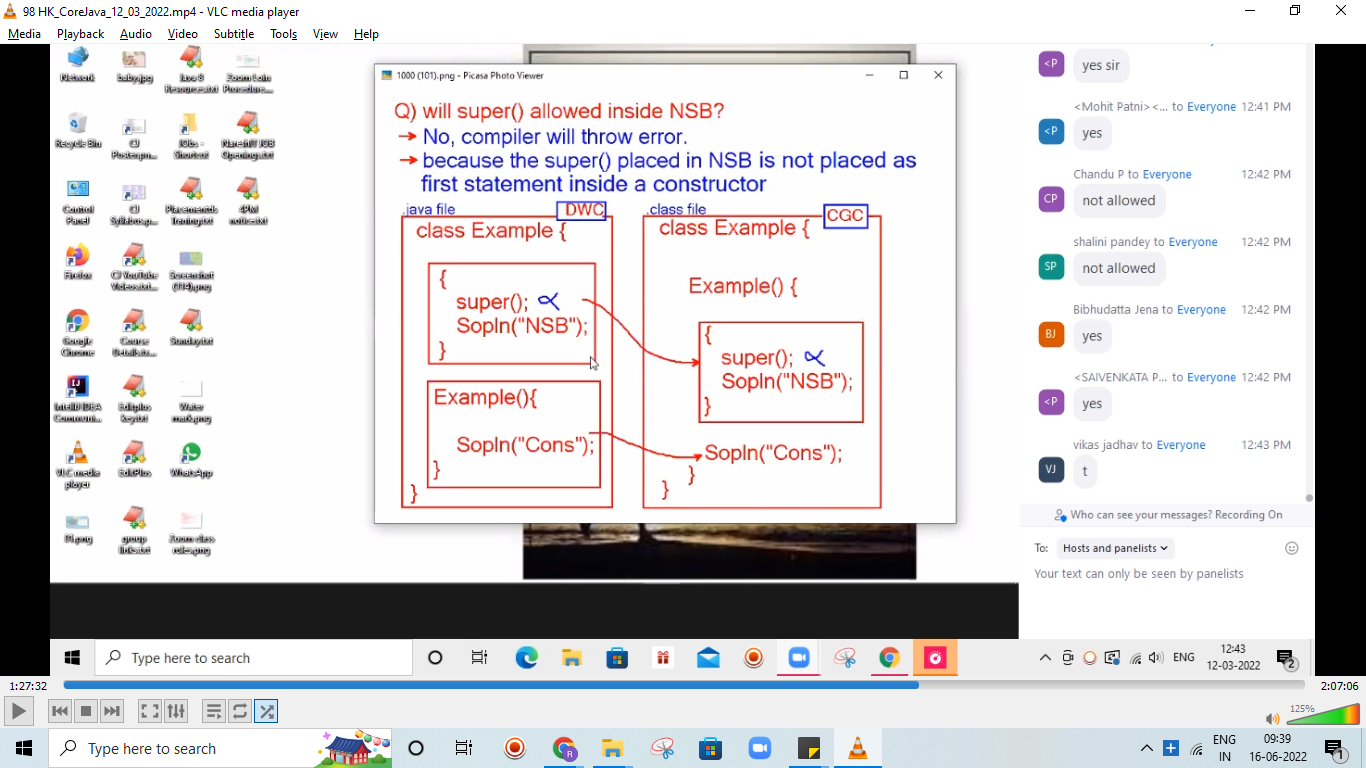 98 HK_CoreJava_12_03_2022.mp4 - VLC media player
Media Playback Audio Video Subtitle Tools View Help
Network
baby.jpg
Java 8
Resources.txt
Zoom Join
Procedure....
Recycle Bin
CJ
JObs -
Shortcut
NareshIT JOB
Openings.txt
Control
Panel
CJ
Syllabus.p...
4PM
notice.txt
Firefox
CJ YouTube
Videos.txt...
Screenshot
(114).png
Google
Chrome
Course
Details.tx...
Sunday.txt
IntelliJ IDEA
Communi...
Editplus
key.txt
Water
mark.png
VLC media
player
EditPlus
WhatsApp
group
links.txt
Zoom class
rules.png
1000 (101).png - Picasa Photo Viewer
Q) will super() allowed inside NSB?
No, compiler will throw error.
because the super() placed in NSB is not placed as
first statement inside a constructor
.java file
DWC
class Example {
{
super();
Sopln("NSB");
}
Example(){
Sopln("Cons");
}
}
.class file
CGC
class Example {
Example() {
{
super();
Sopln("NSB");
}
Sopln("Cons");
}
}
<P
yes sir
<Mohit Patni> <... to Everyone 12:41 PM
<P
yes
Chandu P to Everyone 12:42 PM
CP
not allowed
shalini pandey to Everyone 12:42 PM
SP
not allowed
Bibhudatta Jena to Everyone 12:42 PM
BJ
yes
<SAIVENKATA P... to Everyone 12:42 PM
<P
yes
vikas jadhav to Everyone 12:43 PM
VJ
t
Who can see your messages? Recording On
To: Hosts and panelists
Your text can only be seen by panelists
Type here to search
ENG
12:43
12-03-2022
2
1:27:32
2:07:06
125%
Type here to search
ENG
IN
09:39
16-06-2022
1